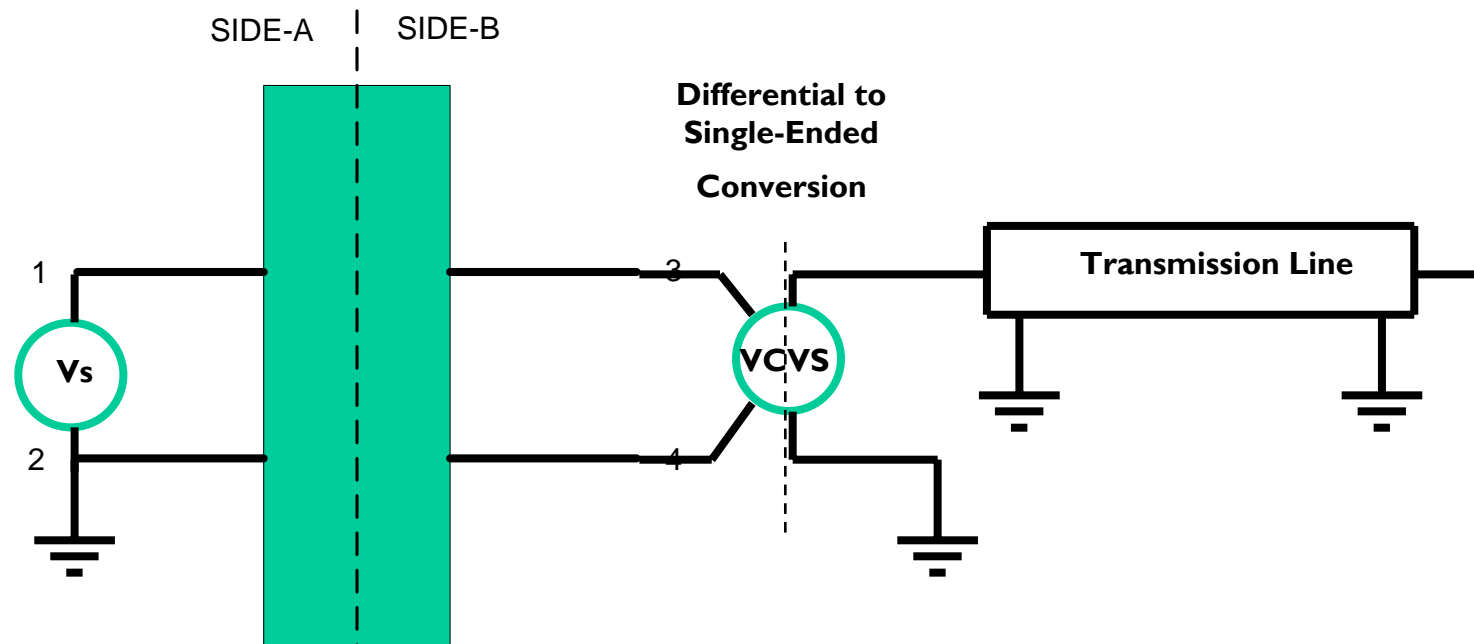 SIDE-A
SIDE-B
Differential to
Single-Ended
Conversion
1
3
Transmission Line
Vs
VCVS
2
4